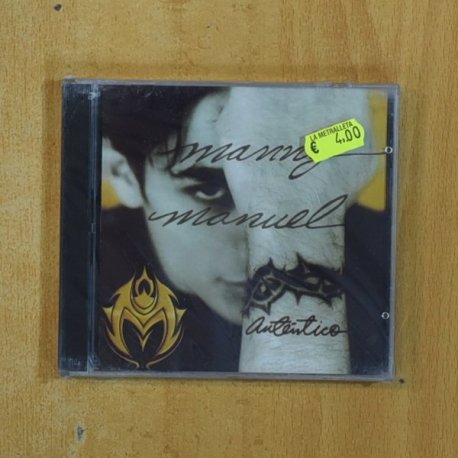 manny
LA METRALLETA
€ 4,00
manuel
auténtico